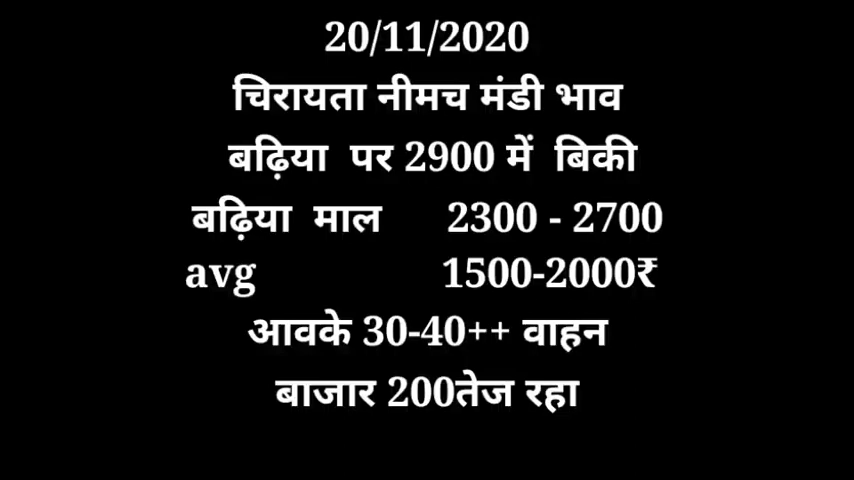 20/11/2020
चिरायता नीमच मंडी भाव
बढ़िया पर 2900 में बिकी
बढ़िया माल 2300 - 2700
avg 1500-2000₹
आवके 30-40++ वाहन
बाजार 200तेज रहा